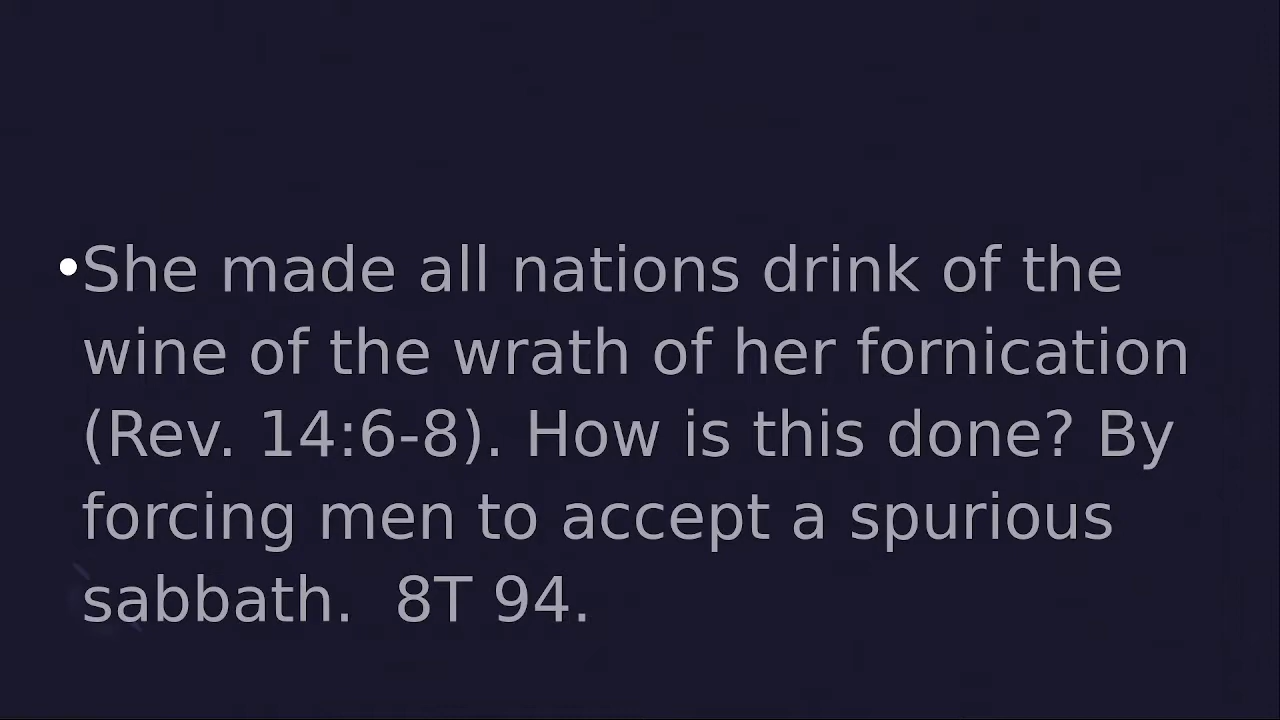 •She made all nations drink of the
wine of the wrath of her fornication
(Rev. 14:6-8). How is this done? By
forcing men to accept a spurious
sabbath.  8T 94.